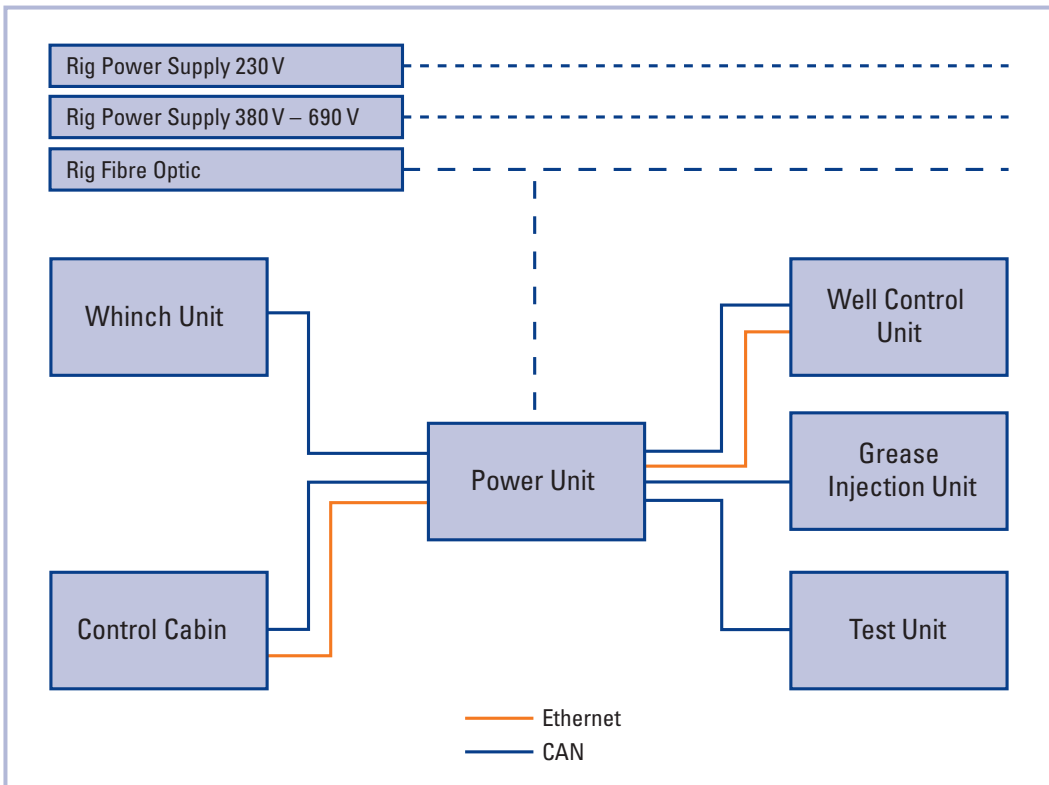 Rig Power Supply 230 V
Rig Power Supply 380 V – 690 V
Rig Fibre Optic
Whinch Unit
Well Control
Unit
Power Unit
Grease
Injection Unit
Control Cabin
Test Unit
Ethernet
CAN